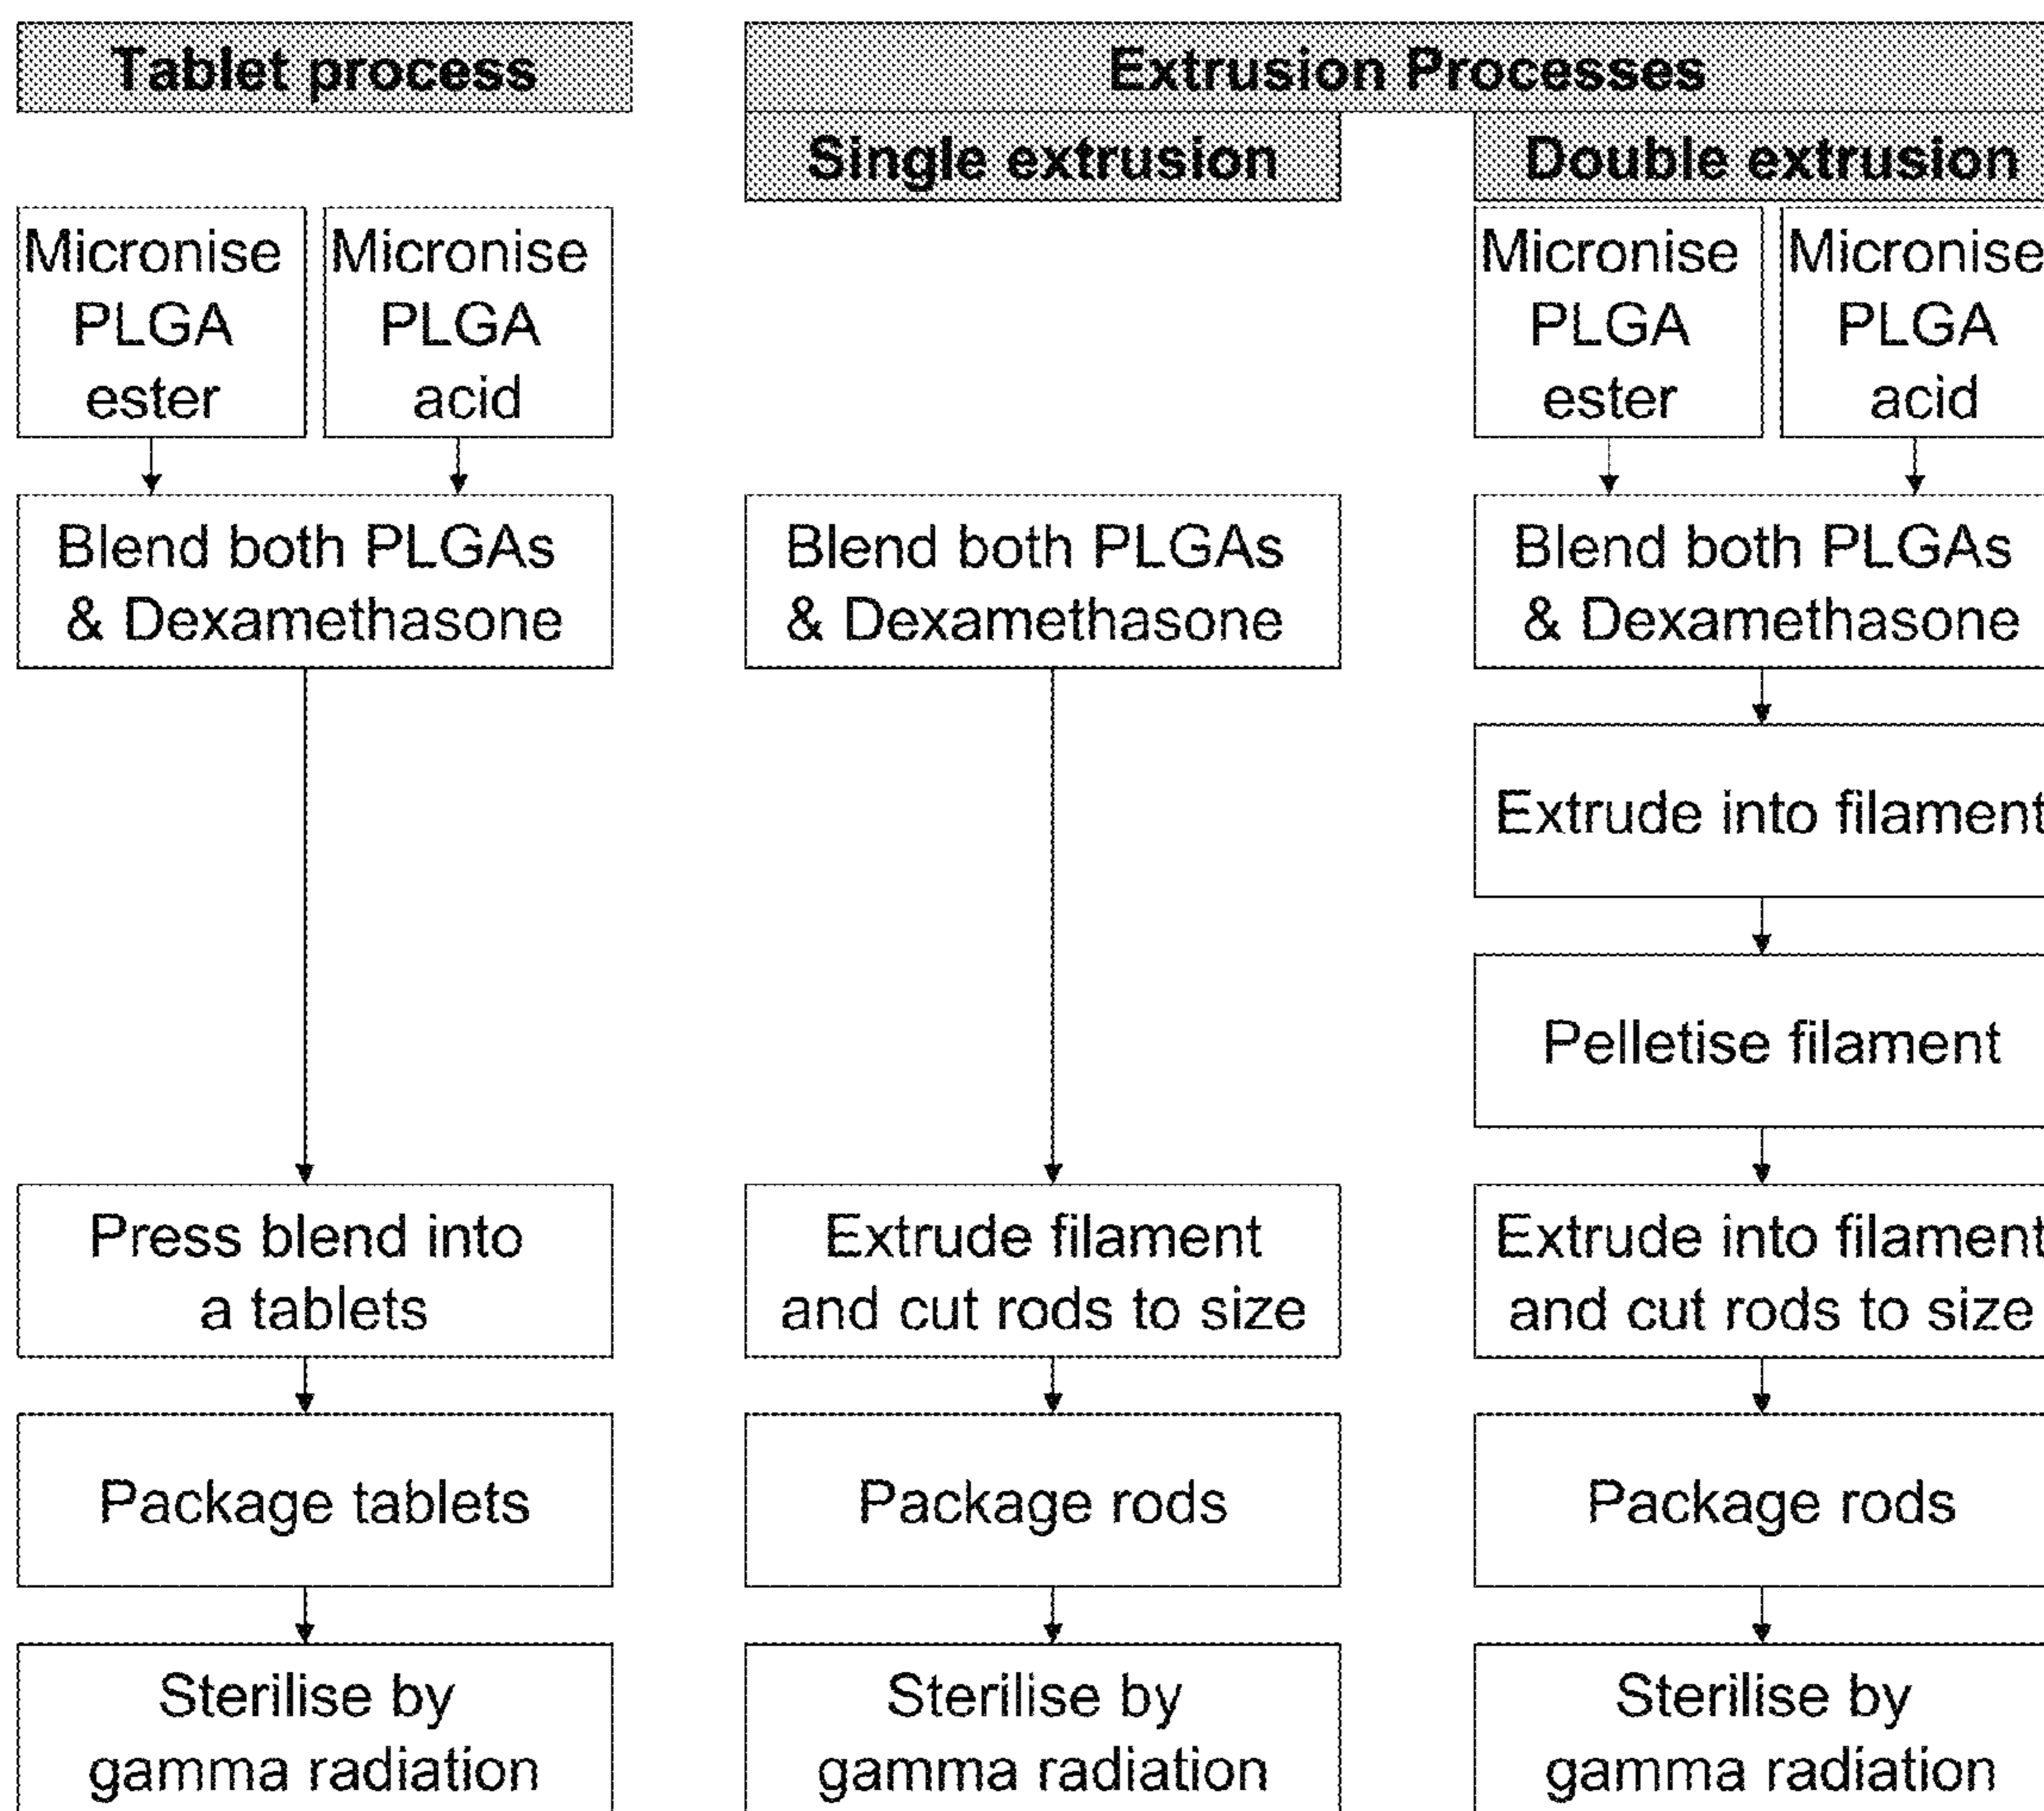 Tablet process
Extrusion Processes
Single extrusion
Double extrusion
Micronise
PLGA
ester
Micronise
PLGA
acid
Micronise
PLGA
ester
Micronise
PLGA
acid
Blend both PLGAs
& Dexamethasone
Blend both PLGAs
& Dexamethasone
Blend both PLGAs
& Dexamethasone
Extrude into filament
Pelletise filament
Press blend into
a tablets
Extrude filament
and cut rods to size
Extrude into filament
and cut rods to size
Package tablets
Package rods
Package rods
Sterilise by
gamma radiation
Sterilise by
gamma radiation
Sterilise by
gamma radiation